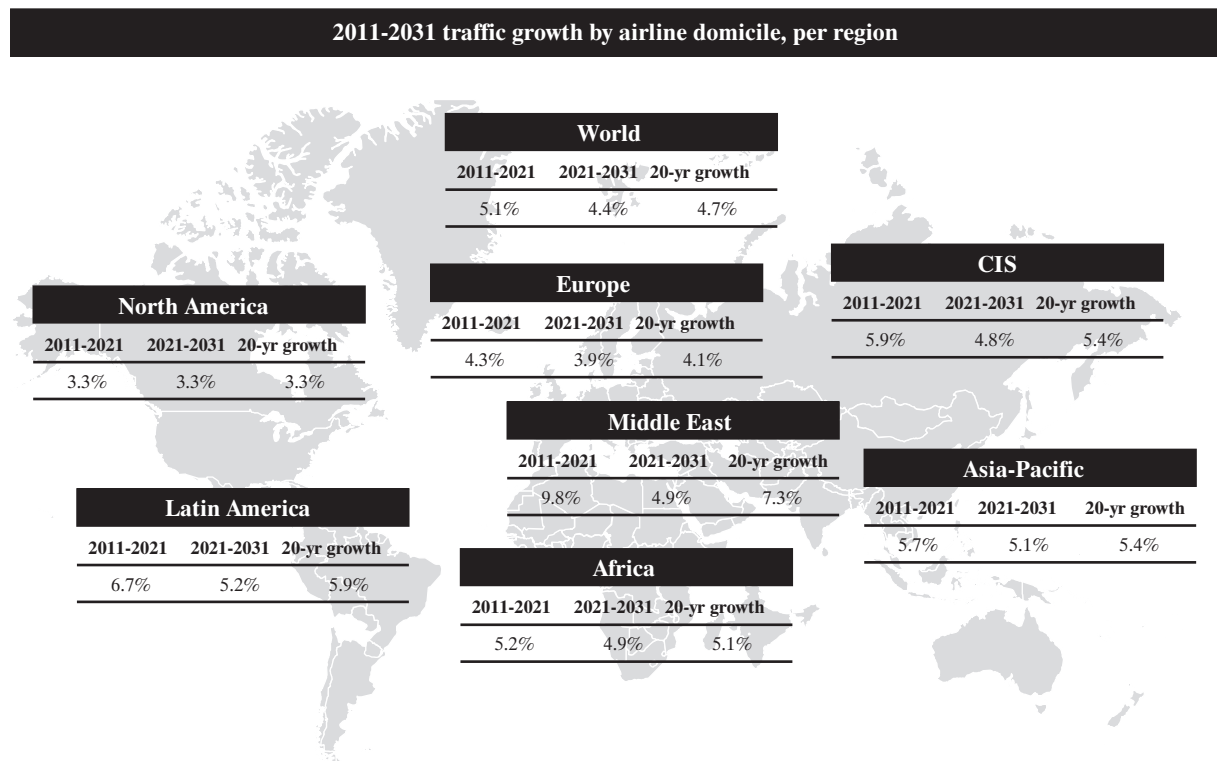 2011-2031 traffic growth by airline domicile, per region
World
2011-2021 2021-2031 20-yr growth
5.1% 4.4% 4.7%
CIS
2011-2021 2021-2031 20-yr growth
5.9% 4.8% 5.4%
Europe
2011-2021 2021-2031 20-yr growth
4.3% 3.9% 4.1%
North America
2011-2021 2021-2031 20-yr growth
3.3% 3.3% 3.3%
Middle East
2011-2021 2021-2031 20-yr growth
9.8% 4.9% 7.3%
Asia-Pacific
2011-2021 2021-2031 20-yr growth
5.7% 5.1% 5.4%
Latin America
2011-2021 2021-2031 20-yr growth
6.7% 5.2% 5.9%
Africa
2011-2021 2021-2031 20-yr growth
5.2% 4.9% 5.1%